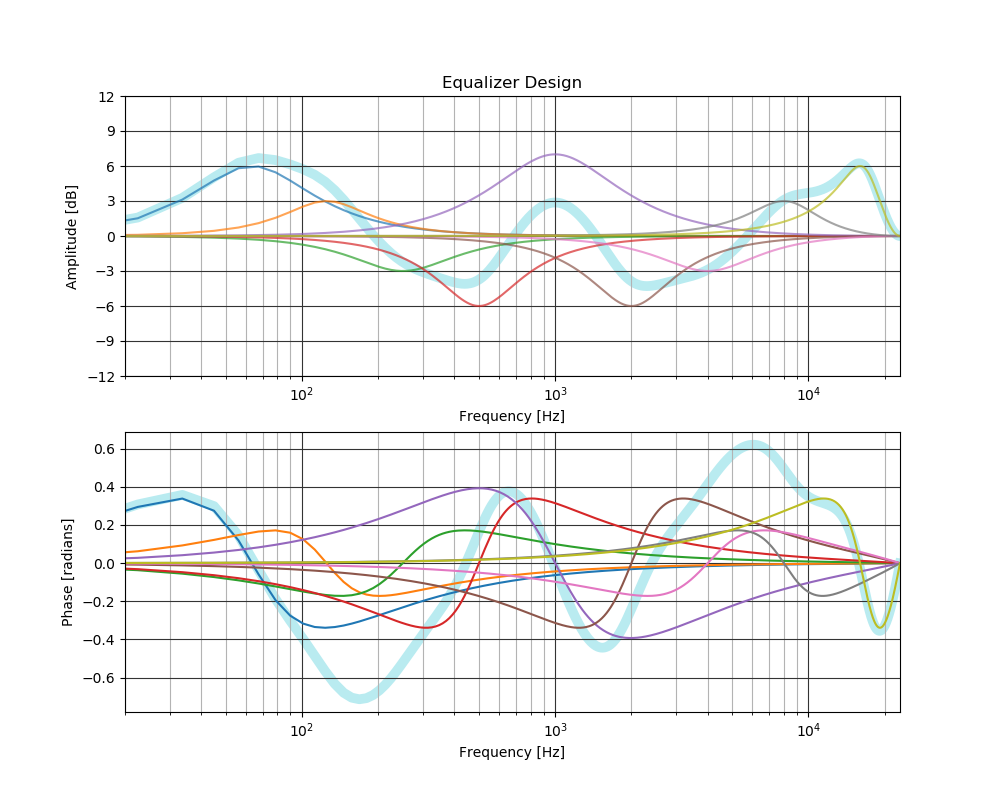 Equalizer Design
12
9
6
3
0
−3
−6
−9
−12
Amplitude [dB]
10² 10³ 10⁴
Frequency [Hz]
0.6
0.4
0.2
0.0
−0.2
−0.4
−0.6
Phase [radians]
10² 10³ 10⁴
Frequency [Hz]